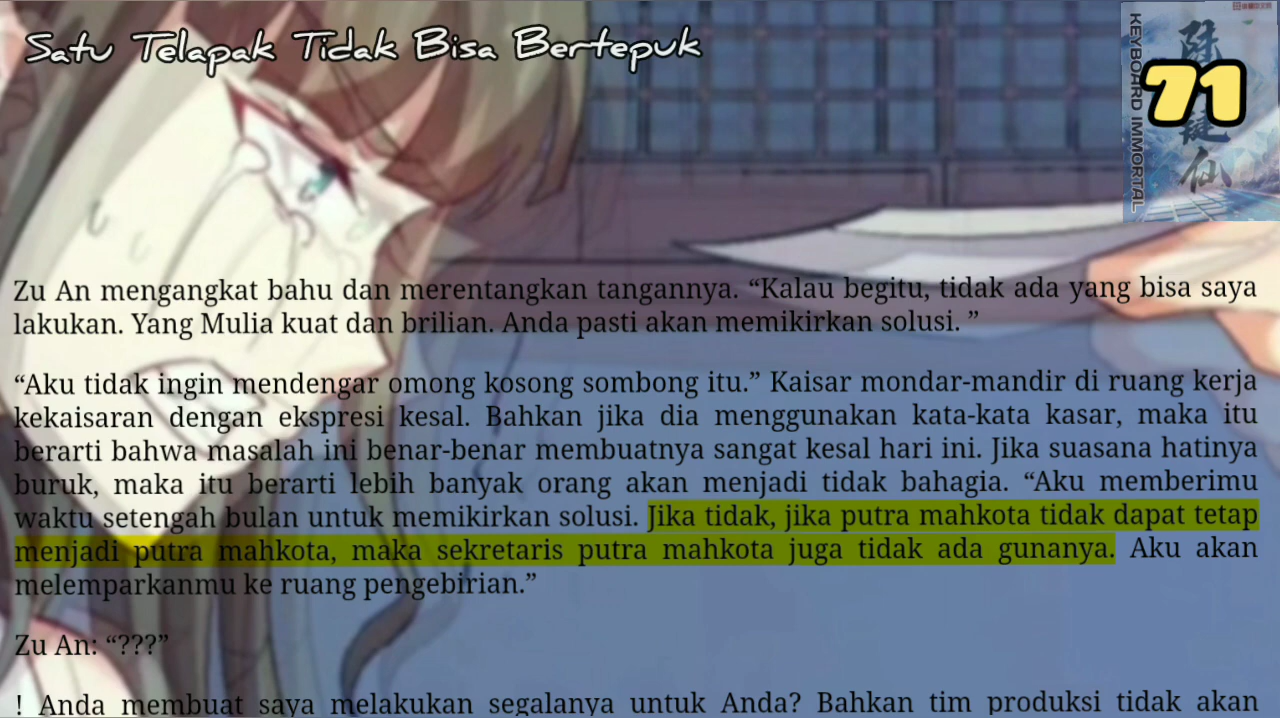 Satu Telapak Tidak Bisa Bertepuk
KEYBOARD IMMORTAL
71
Zu An mengangkat bahu dan merentangkan tangannya. “Kalau begitu, tidak ada yang bisa saya
lakukan. Yang Mulia kuat dan brilian. Anda pasti akan memikirkan solusi. ”
“Aku tidak ingin mendengar omong kosong sombong itu.” Kaisar mondar-mandir di ruang kerja
kekaisaran dengan ekspresi kesal. Bahkan jika dia menggunakan kata-kata kasar, maka itu
berarti bahwa masalah ini benar-benar membuatnya sangat kesal hari ini. Jika suasana hatinya
buruk, maka itu berarti lebih banyak orang akan menjadi tidak bahagia. “Aku memberimu
waktu setengah bulan untuk memikirkan solusi. Jika tidak, jika putra mahkota tidak dapat tetap
menjadi putra mahkota, maka sekretaris putra mahkota juga tidak ada gunanya. Aku akan
melemparkanmu ke ruang pengebirian.”
Zu An: “???”
! Anda membuat saya melakukan segalanya untuk Anda? Bahkan tim produksi tidak akan